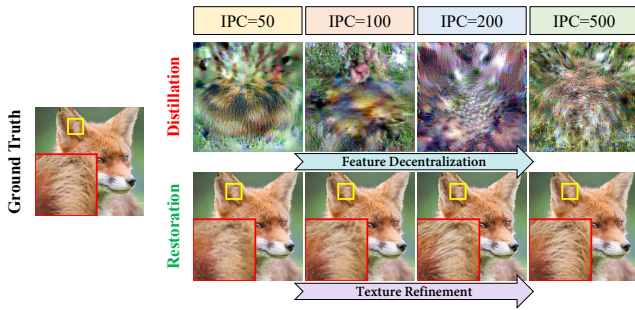 IPC=50 IPC=100 IPC=200 IPC=500
Ground Truth
Distillation
Feature Decentralization
Restoration
Texture Refinement